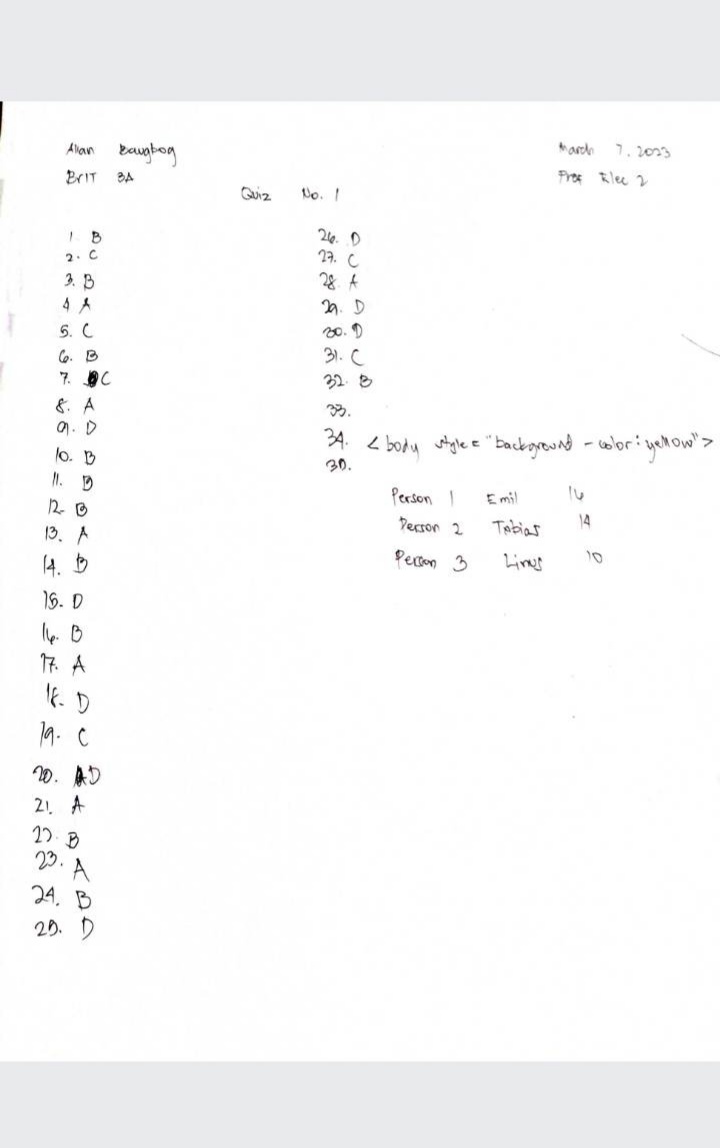 Allan Baugbog
March 7, 2023
BrIT 3A
Prof Elec 2
Quiz No. 1
1. B
2. C
3. B
4 A
5. C
6. B
7. C
8. A
9. D
10. B
11. B
12. B
13. A
14. B
15. D
16. B
17. A
18. D
19. C
20. D
21. A
22. B
23. A
24. B
25. D
26. D
27. C
28. A
29. D
30. D
31. C
32. B
33.
34. <body style="background-color:yellow">
35.
Person 1 Emil 16
Person 2 Tobias 14
Person 3 Linus 10